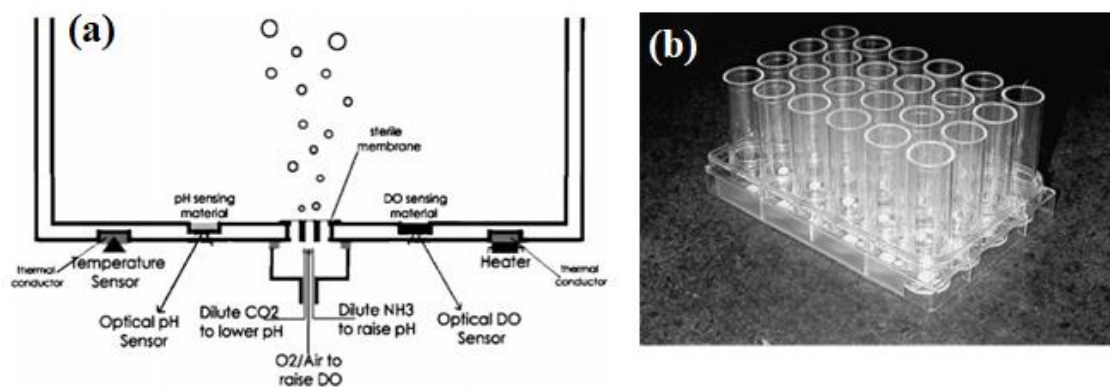 (a)
(b)
sterile
membrane
pH sensing
material
DO sensing
material
thermal
conductor
Temperature
Sensor
Heater
thermal
conductor
Optical pH
Sensor
Dilute CO2
to lower pH
Dilute NH3
to raise pH
Optical DO
Sensor
O2/Air to
raise DO